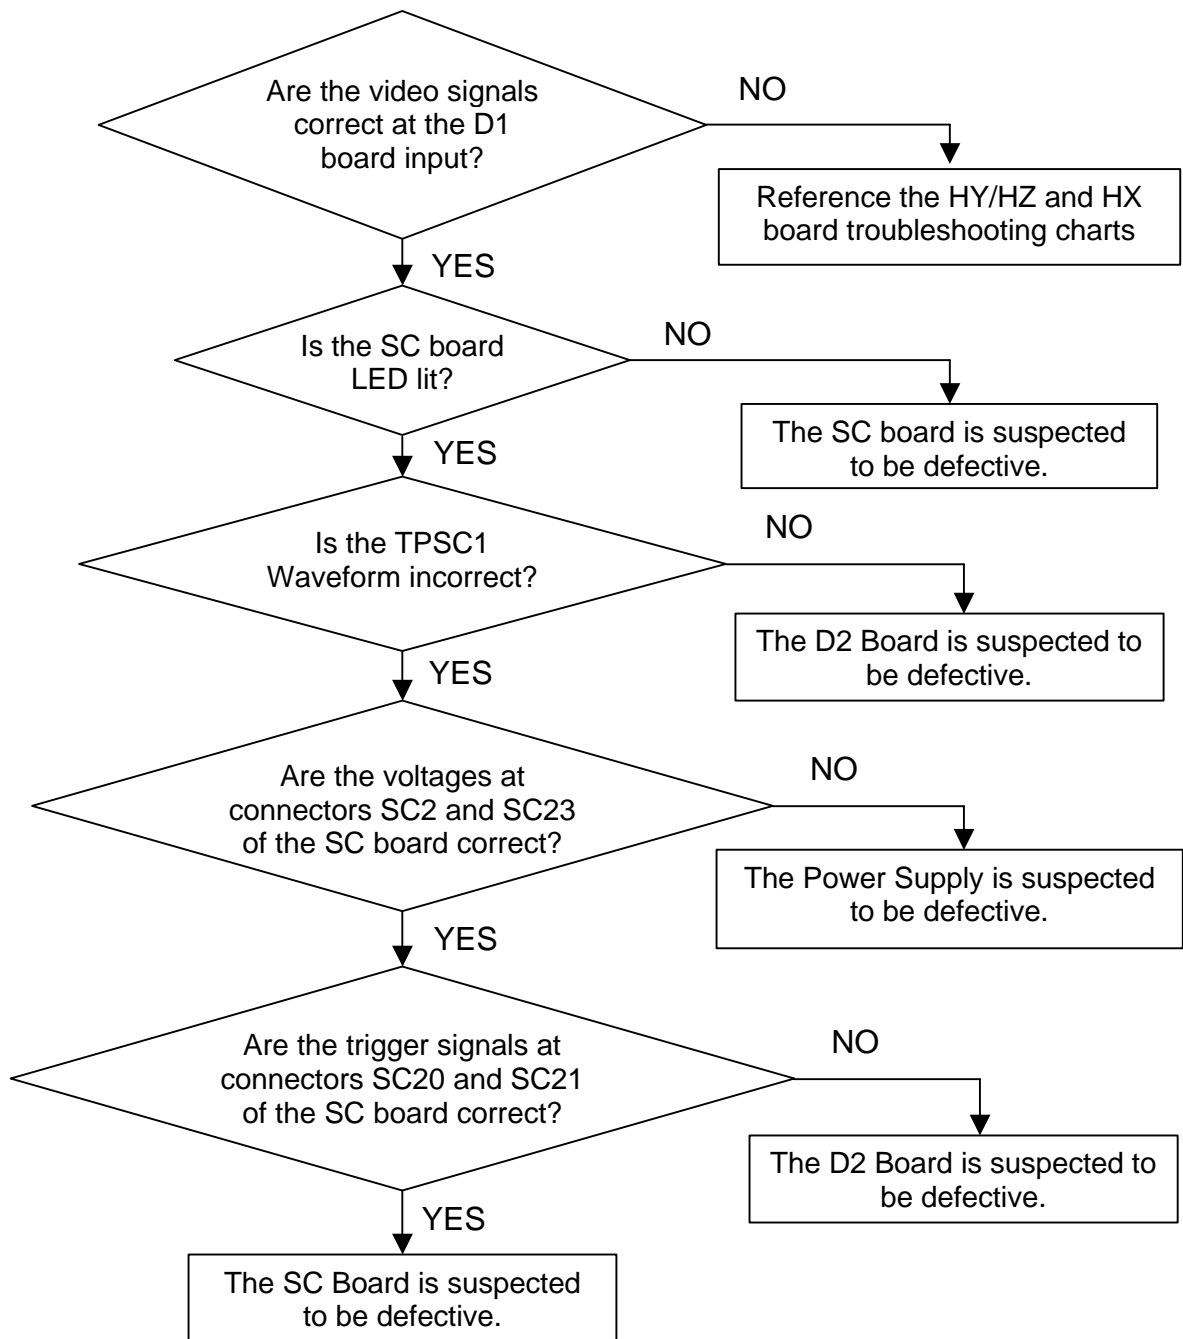 Are the video signals
correct at the D1
board input?
NO
Reference the HY/HZ and HX
board troubleshooting charts
YES
Is the SC board
LED lit?
NO
The SC board is suspected
to be defective.
YES
Is the TPSC1
Waveform incorrect?
NO
The D2 Board is suspected to
be defective.
YES
Are the voltages at
connectors SC2 and SC23
of the SC board correct?
NO
The Power Supply is suspected
to be defective.
YES
Are the trigger signals at
connectors SC20 and SC21
of the SC board correct?
NO
The D2 Board is suspected to
be defective.
YES
The SC Board is suspected
to be defective.